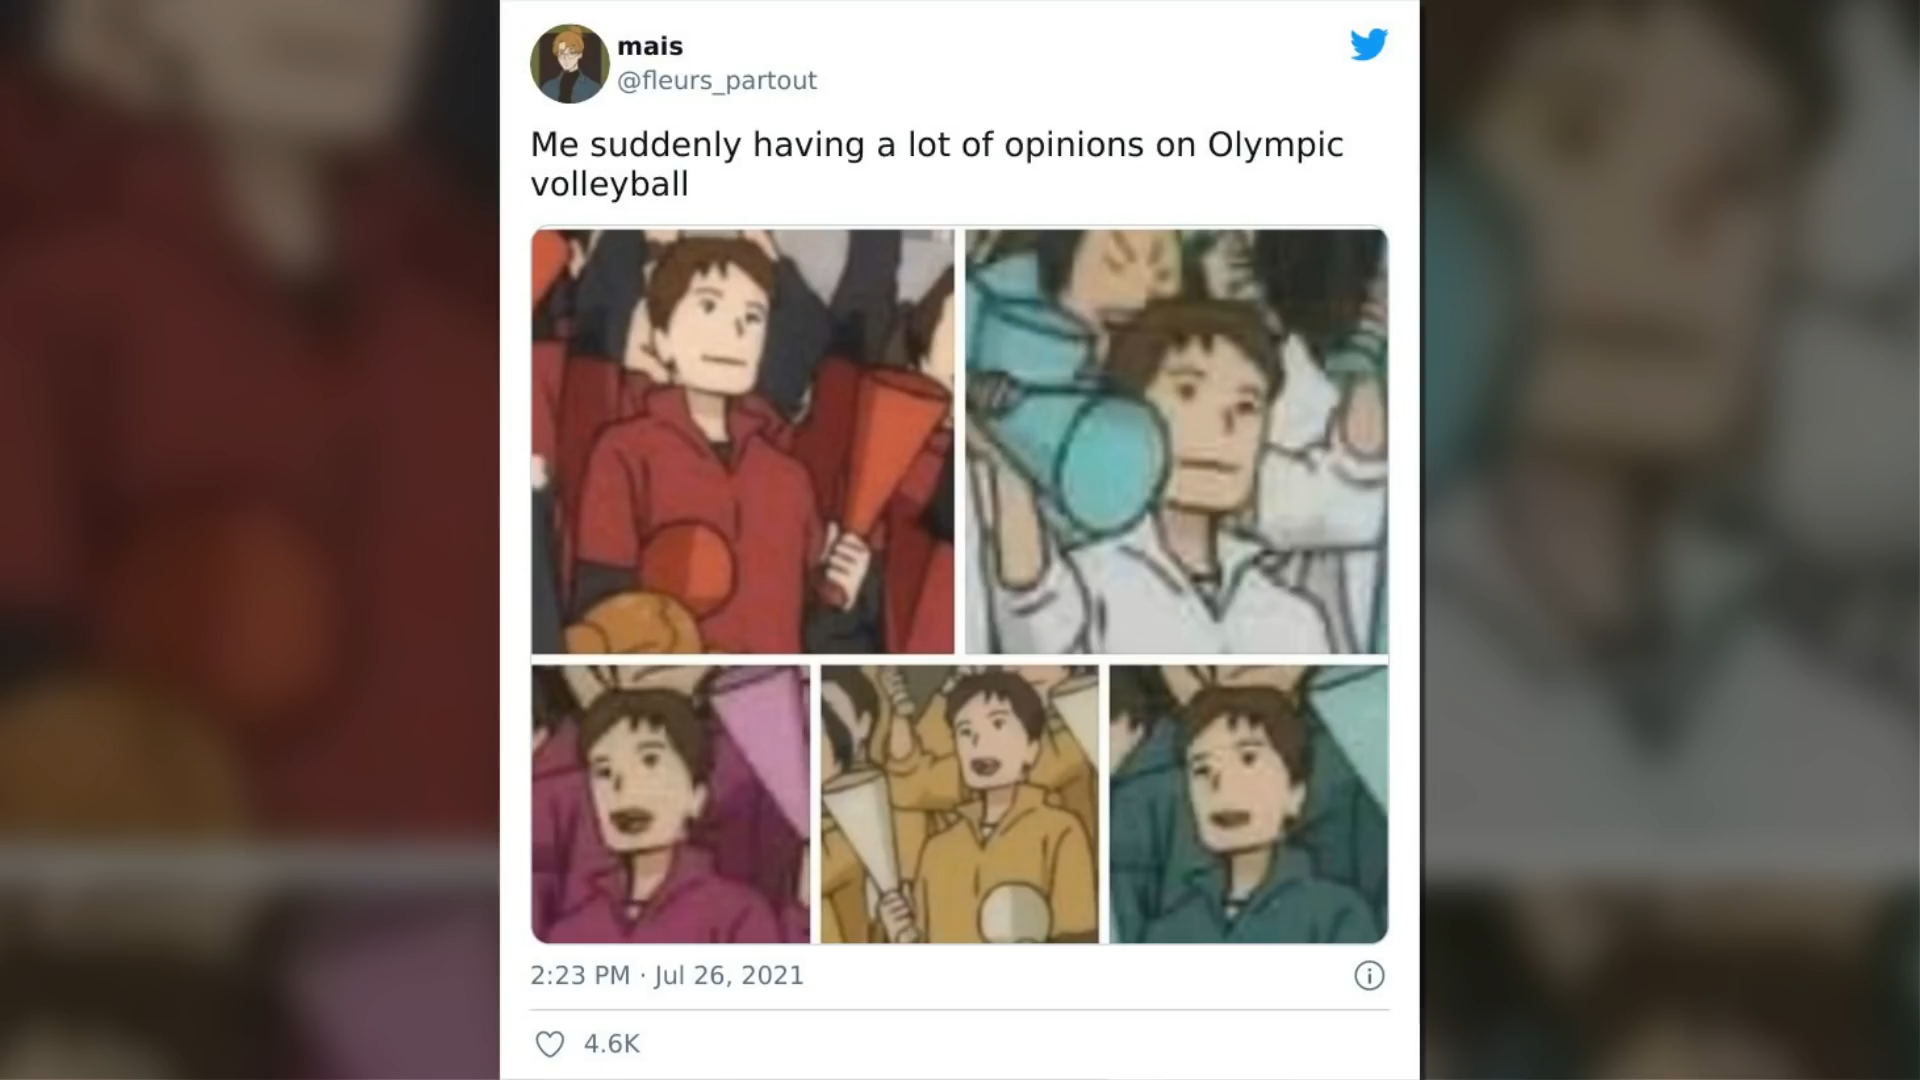 mais
@fleurs_partout
Me suddenly having a lot of opinions on Olympic
volleyball
2:23 PM · Jul 26, 2021
4.6K